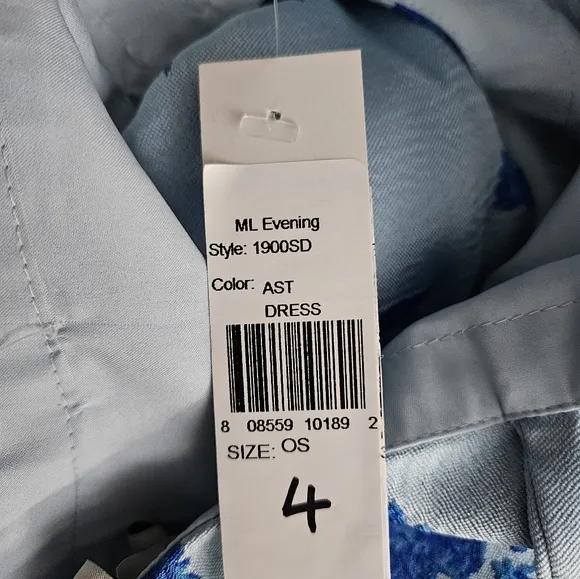 ML Evening
Style: 1900SD
Color: AST
DRESS
8 08559 10189 2
SIZE: OS
4